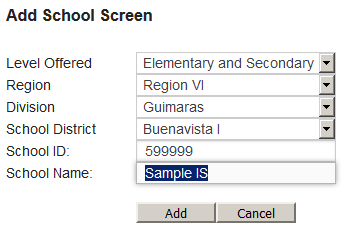 Add School Screen
Level Offered Elementary and Secondary
Region Region VI
Division Guimaras
School District Buenavista I
School ID: 599999
School Name: Sample IS
Add Cancel